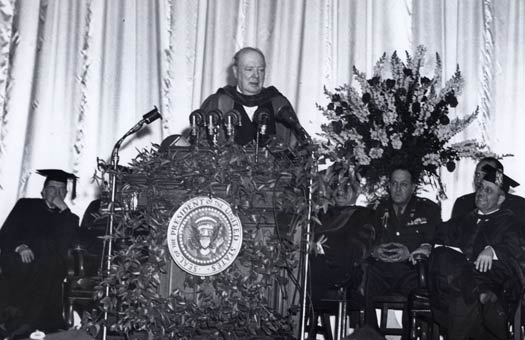 SEAL OF THE PRESIDENT OF THE UNITED STATES